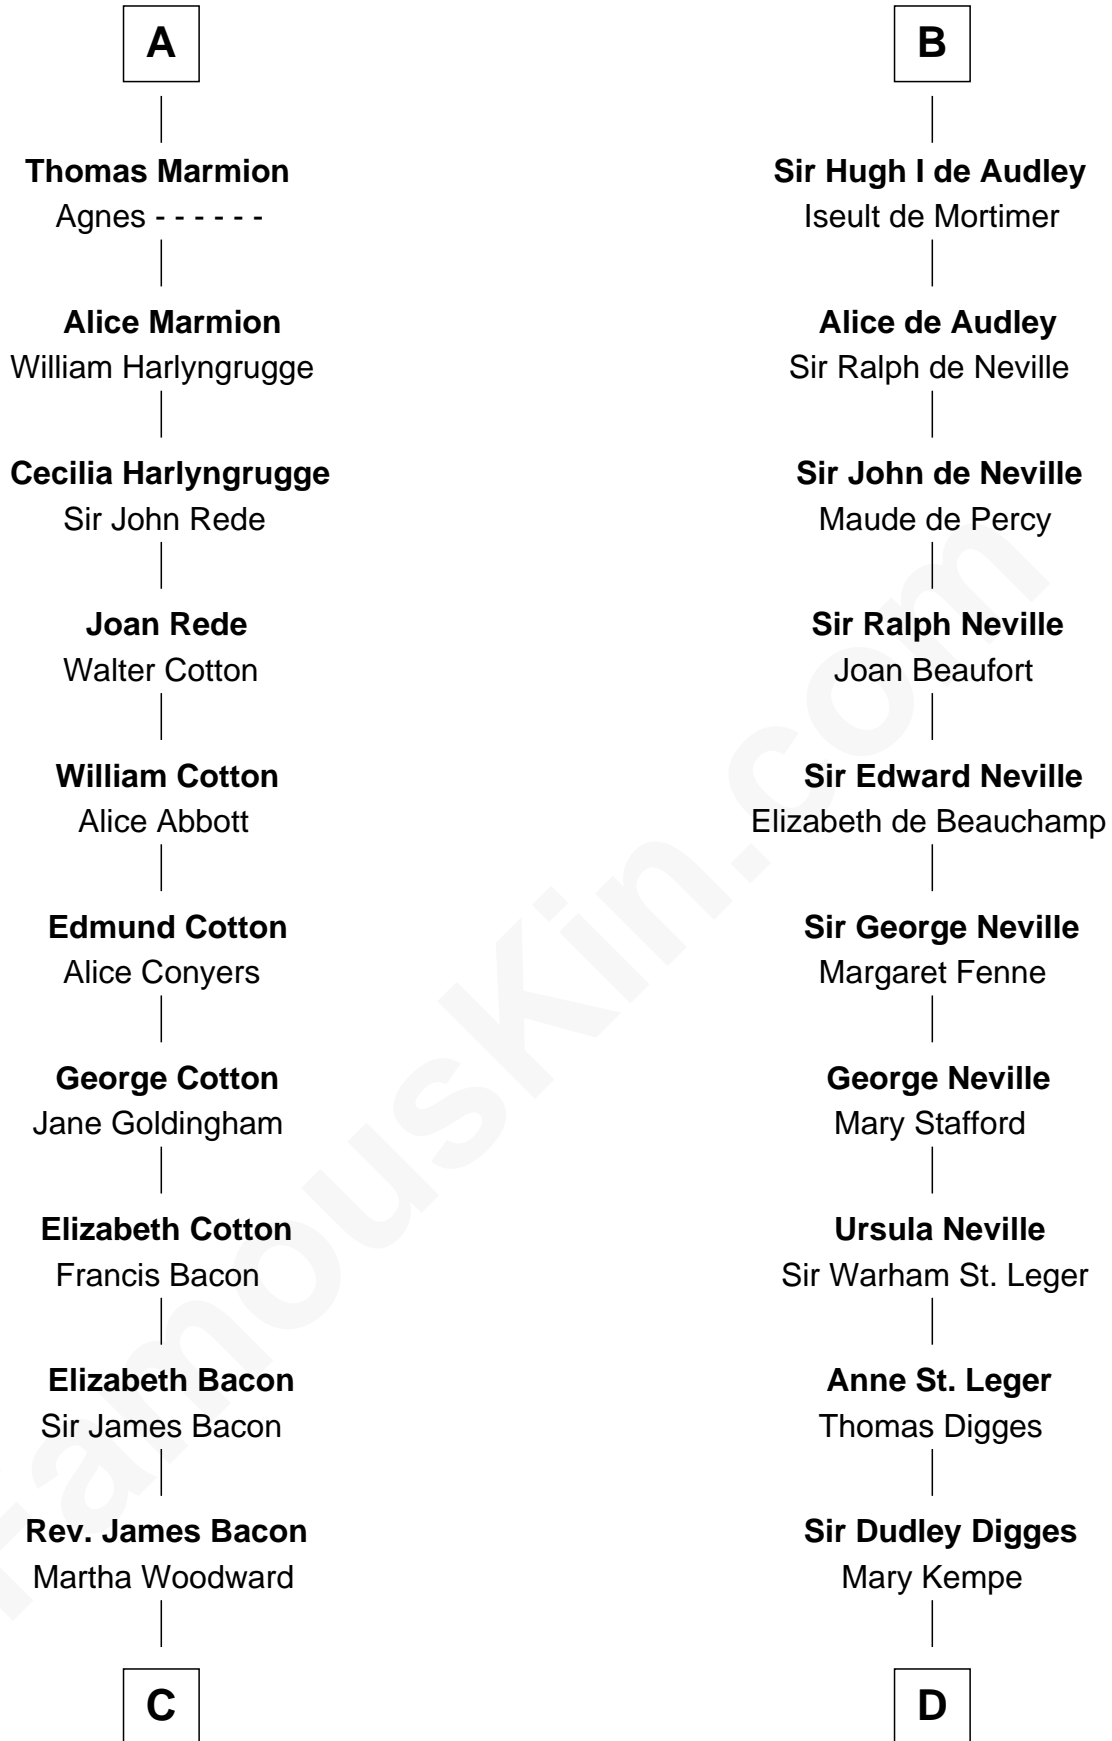 A
Thomas Marmion
Agnes - - - - - -
Alice Marmion
William Harlyngrugge
Cecilia Harlyngrugge
Sir John Rede
Joan Rede
Walter Cotton
William Cotton
Alice Abbott
Edmund Cotton
Alice Conyers
George Cotton
Jane Goldingham
Elizabeth Cotton
Francis Bacon
Elizabeth Bacon
Sir James Bacon
Rev. James Bacon
Martha Woodward
C
B
Sir Hugh I de Audley
Iseult de Mortimer
Alice de Audley
Sir Ralph de Neville
Sir John de Neville
Maude de Percy
Sir Ralph Neville
Joan Beaufort
Sir Edward Neville
Elizabeth de Beauchamp
Sir George Neville
Margaret Fenne
George Neville
Mary Stafford
Ursula Neville
Sir Warham St. Leger
Anne St. Leger
Thomas Digges
Sir Dudley Digges
Mary Kempe
D
FamousKin.com